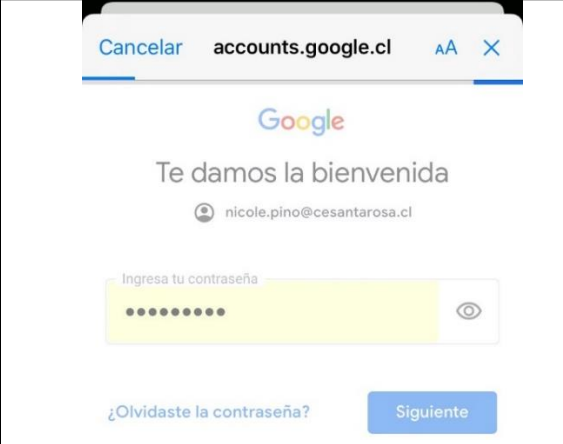 Cancelar accounts.google.cl AA
Google
Te damos la bienvenida
nicole.pino@cesantarosa.cl
Ingresa tu contraseña
•••••••••
¿Olvidaste la contraseña? Siguiente